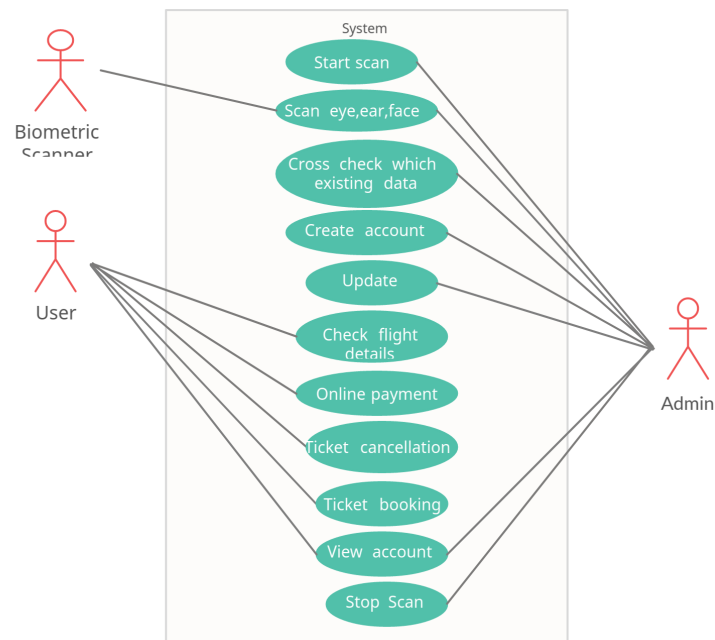 System
Start scan
Scan eye,ear,face
Biometric
Scanner
Cross check which
existing data
Create account
Update
User
Check flight
details
Online payment
Admin
Ticket cancellation
Ticket booking
View account
Stop Scan